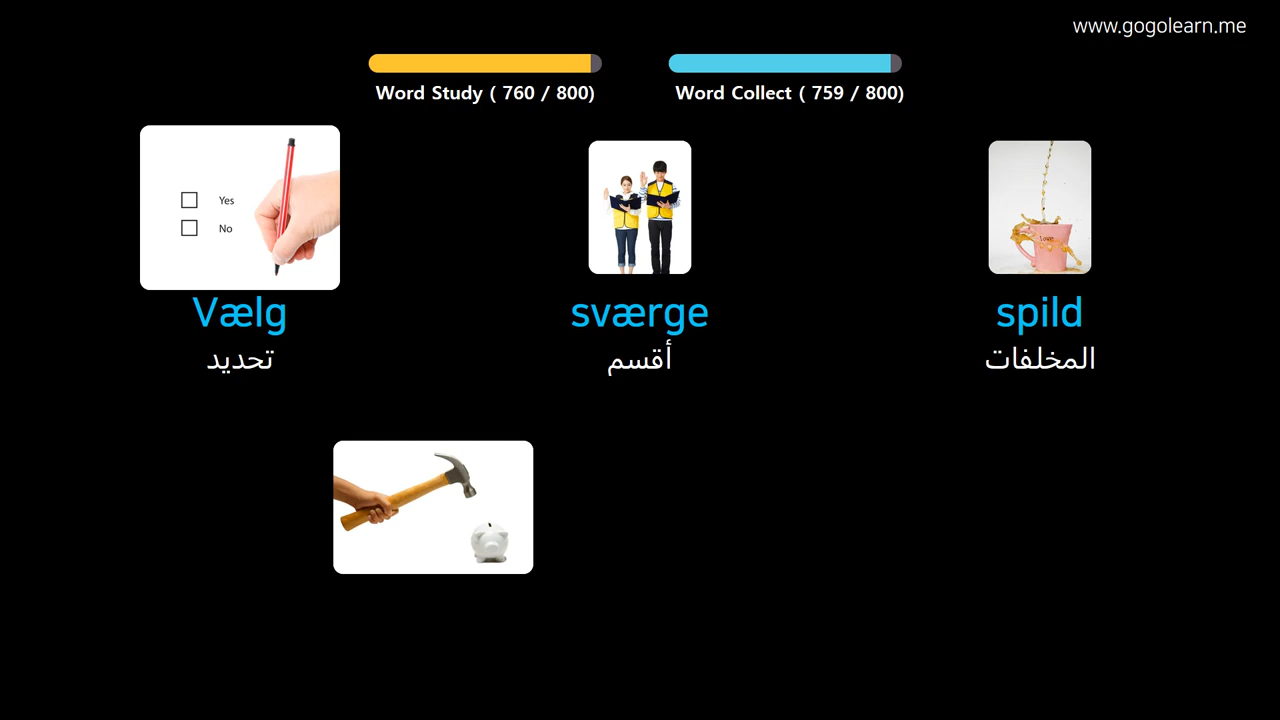 www.gogolearn.me
Word Study ( 760 / 800)
Word Collect ( 759 / 800)
Yes
No
Love
Vælg
sværge
spild
تحديد
أقسم
المخلفات